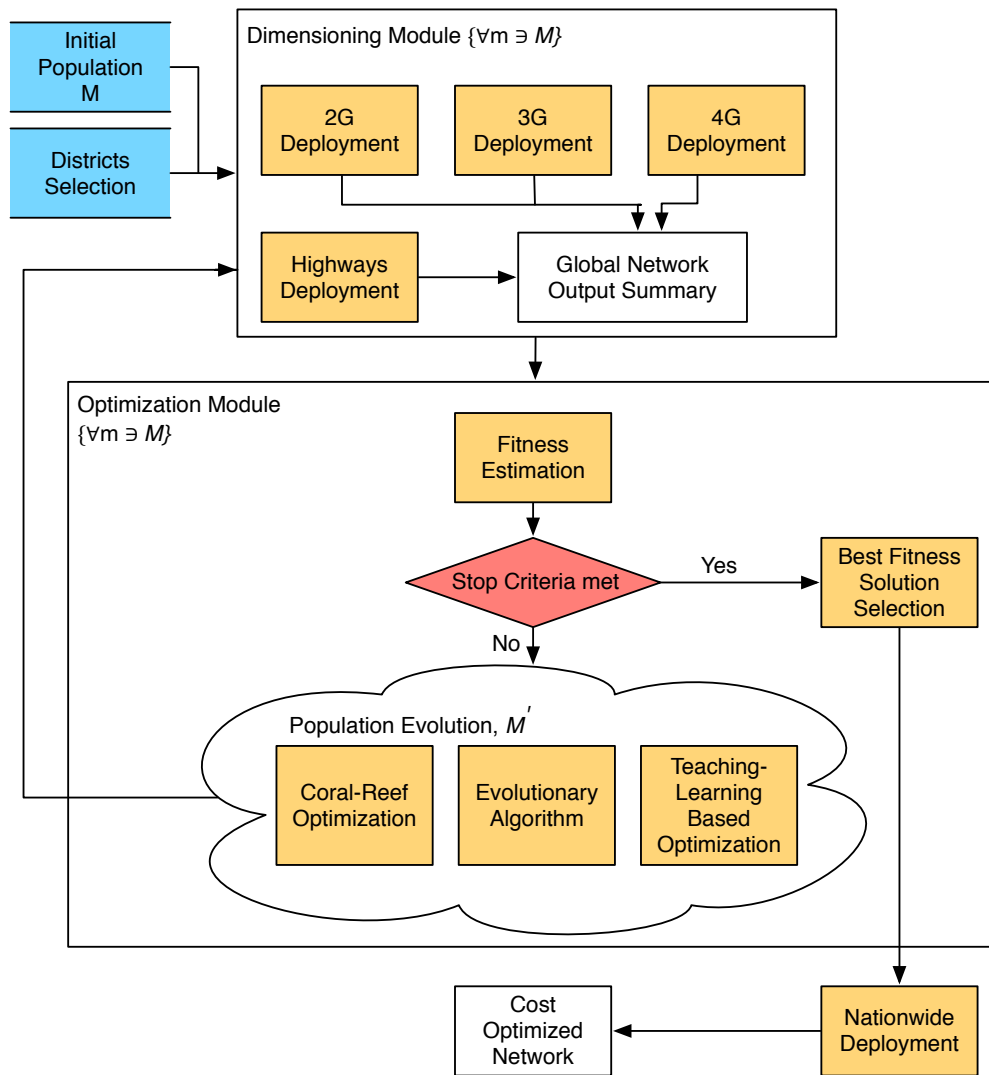 Initial
Population
M
Districts
Selection
Dimensioning Module {∀m ∋ M}
2G
Deployment
3G
Deployment
4G
Deployment
Highways
Deployment
Global Network
Output Summary
Optimization Module
{∀m ∋ M}
Fitness
Estimation
Stop Criteria met
Yes
Best Fitness
Solution
Selection
No
Population Evolution, M'
Coral-Reef
Optimization
Evolutionary
Algorithm
Teaching-
Learning
Based
Optimization
Cost
Optimized
Network
Nationwide
Deployment